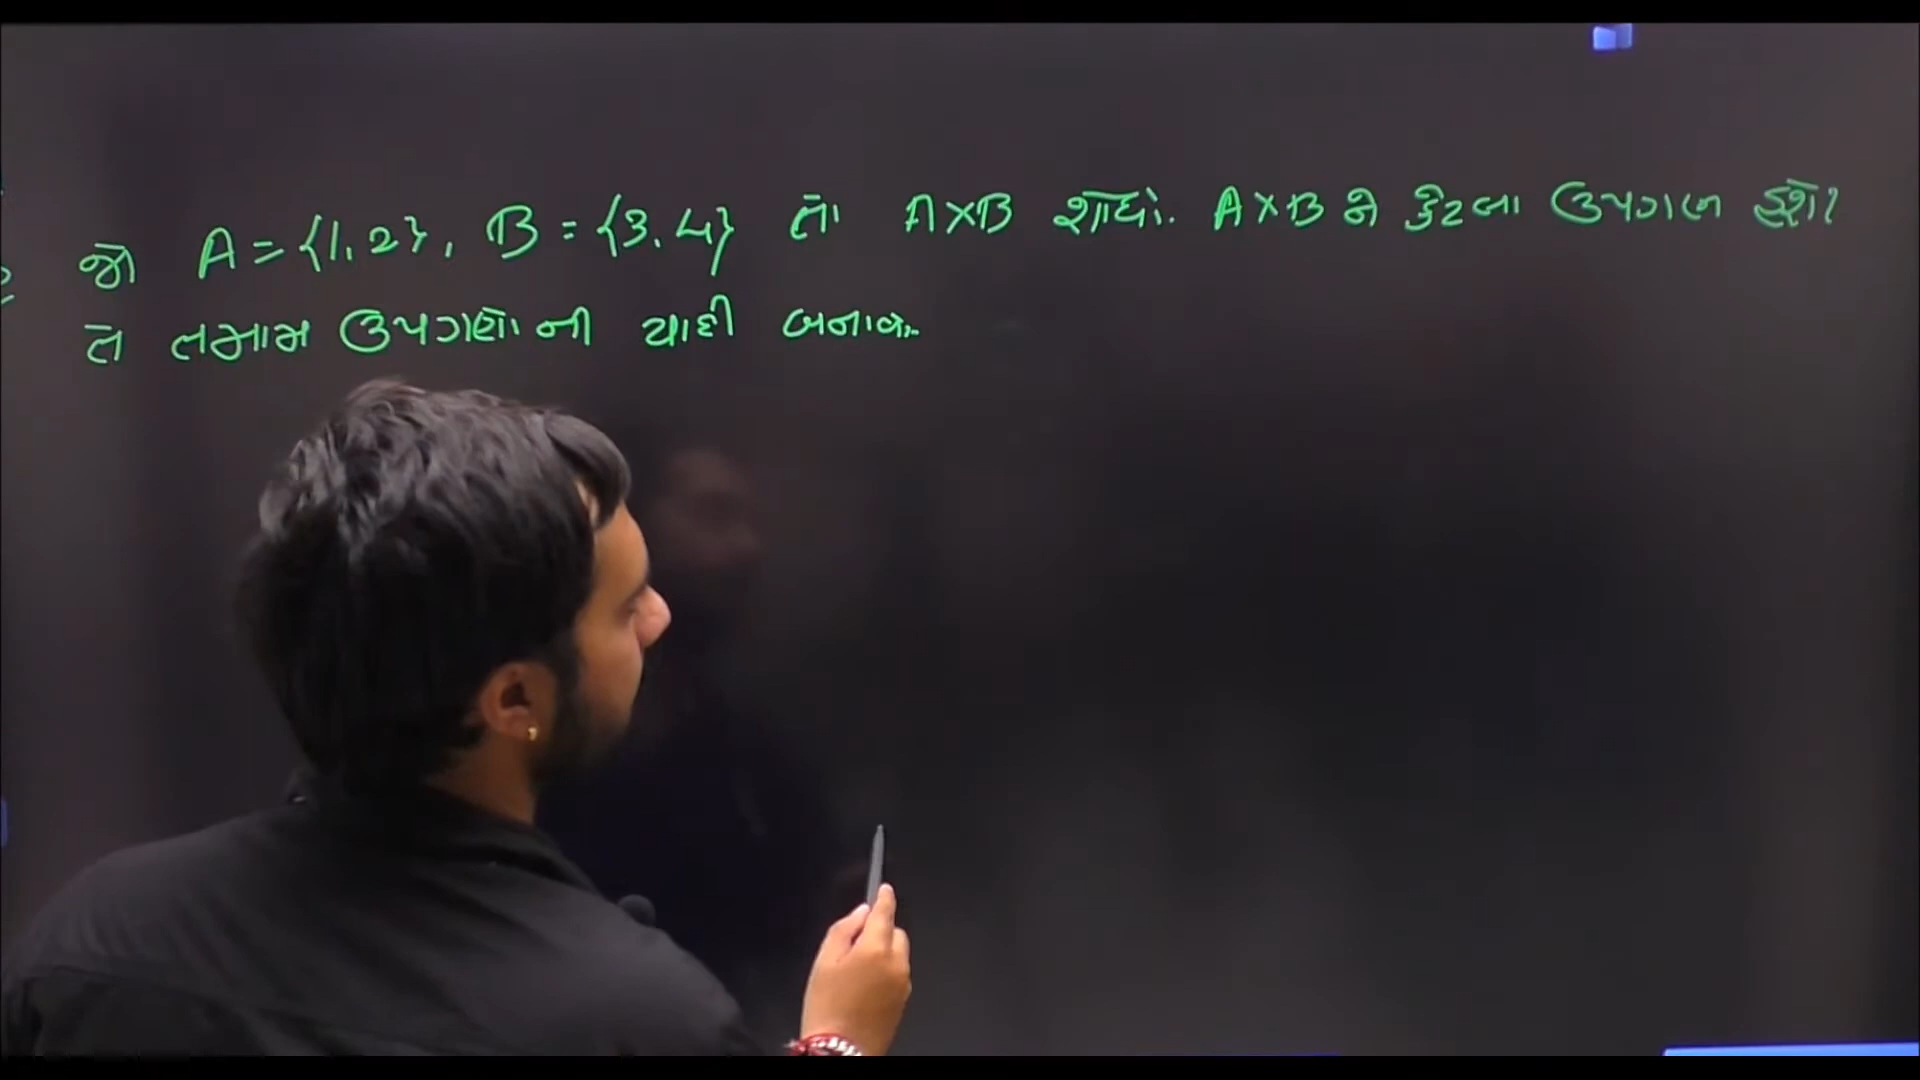 જો A = {1, 2}, B = {3, 4} તો A×B શોધો. A×B ને કેટલા ઉપગણ હશે?
તે તમામ ઉપગણોની યાદી બનાવો.